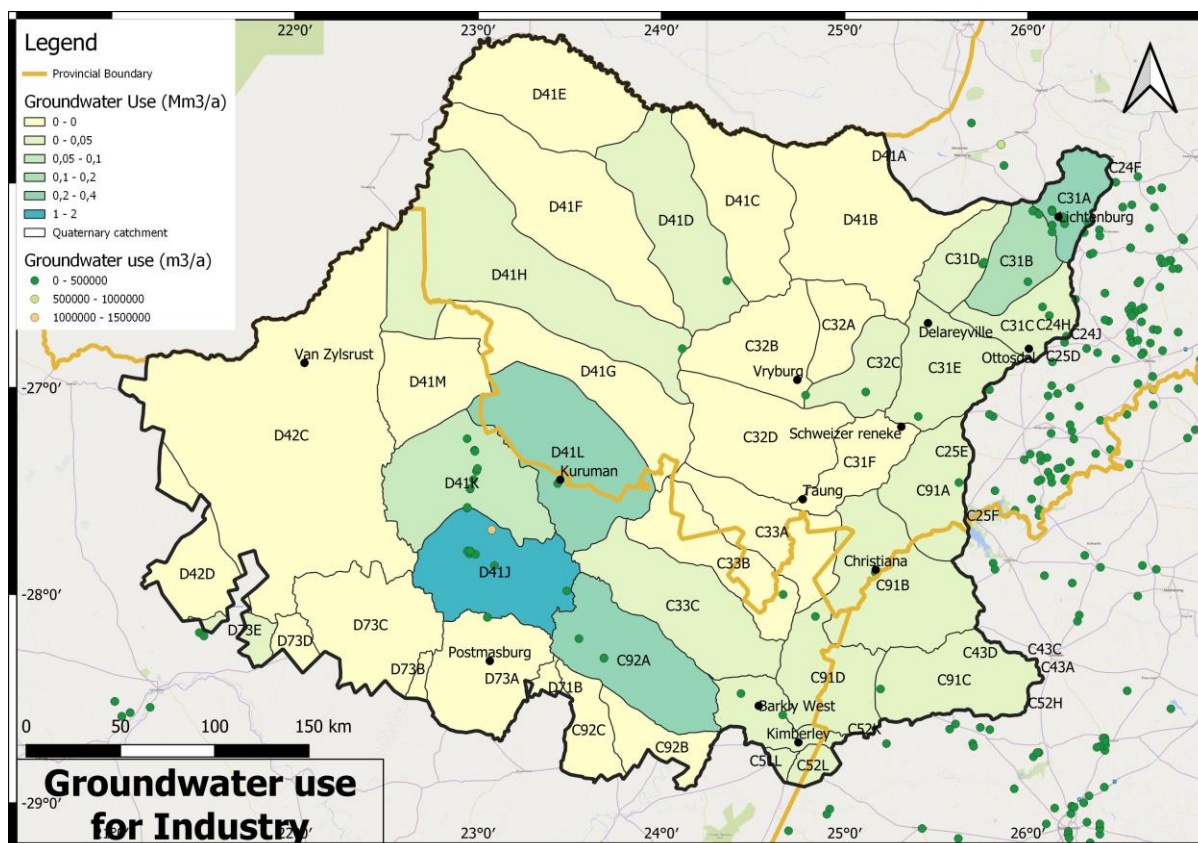 22°0′ 23°0′ 24°0′ 25°0′ 26°0′
Legend
Provincial Boundary
Groundwater Use (Mm3/a)
0 - 0
0 - 0,05
0,05 - 0,1
0,1 - 0,2
0,2 - 0,4
1 - 2
Quaternary catchment
Groundwater use (m3/a)
0 - 500000
500000 - 1000000
1000000 - 1500000
D41E
D41A
C24F
D41C
C31A
D41F
D41D
D41B
Lichtenburg
C31D
C31B
D41H
C31C
C24H
C32A
Delareyville
C24J
C32B
Van Zylsrust
Ottosdal
C25D
C32C
C31E
D41G
Vryburg
D41M
-27°0′
D42C
C32D
Schweizer reneke
D41L
C25E
C31F
Kuruman
D41K
C91A
Taung
C25F
C33A
C33B
Christiana
D41J
D42D
C91B
-28°0′
C33C
D73E
D73C
D73D
C43D
C43C
Postmasburg
C92A
C43A
D73B
D73A
C91D
C91C
D71B
C52H
Barkly West
0 50 100 150 km
C92C
Kimberley
C52K
C92B
C51L
C52L
Groundwater use
for Industry
-29°0′
22°0′ 23°0′ 24°0′ 25°0′ 26°0′